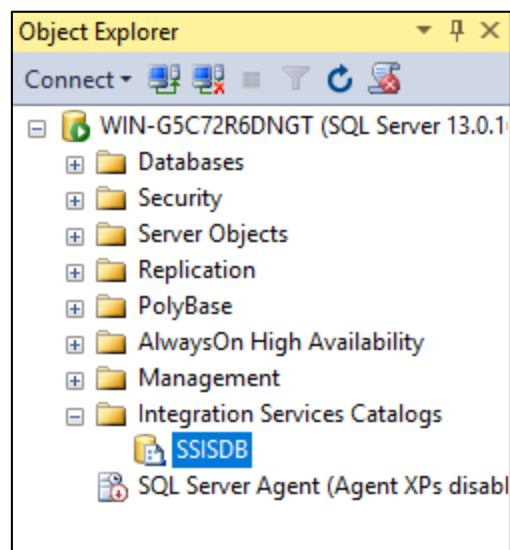 Object Explorer
Connect
WIN-G5C72R6DNGT (SQL Server 13.0.1
Databases
Security
Server Objects
Replication
PolyBase
AlwaysOn High Availability
Management
Integration Services Catalogs
SSISDB
SQL Server Agent (Agent XPs disabl